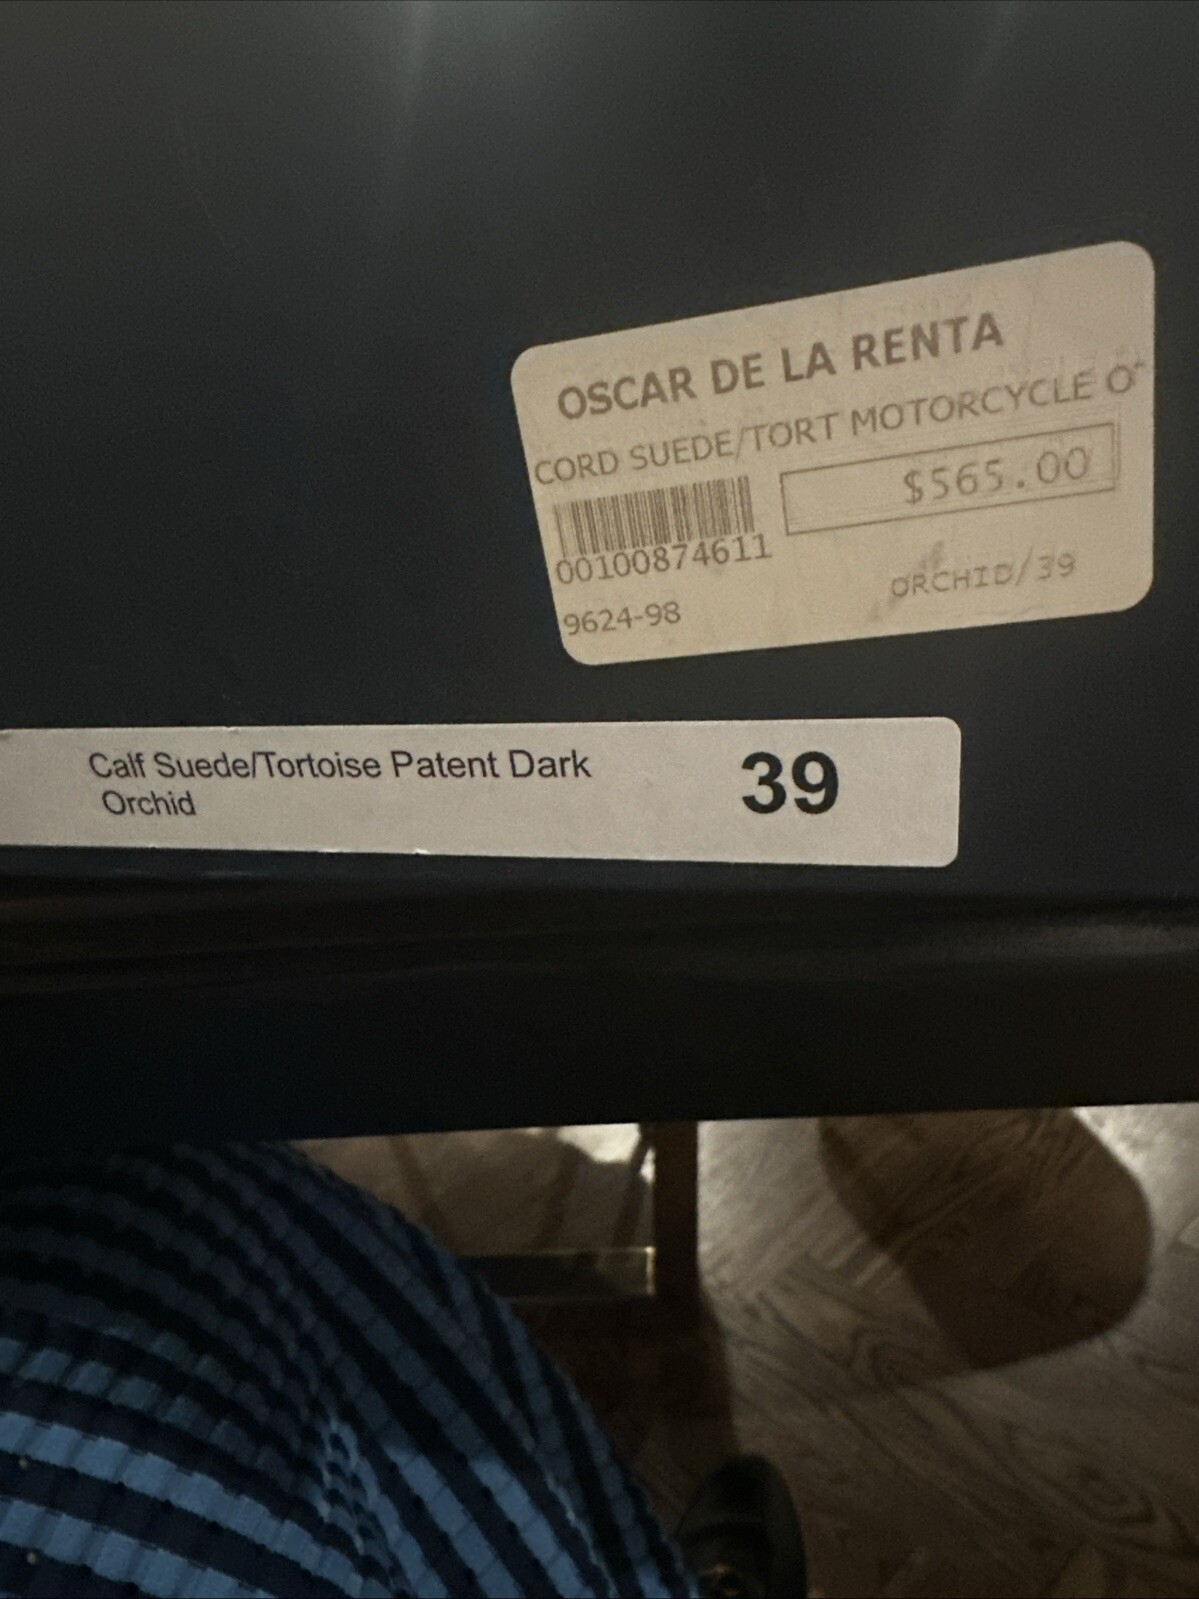 OSCAR DE LA RENTA
CORD SUEDE/TORT MOTORCYCLE
$565.00
00100874611
ORCHID/39
9624-98
Calf Suede/Tortoise Patent Dark
Orchid
39